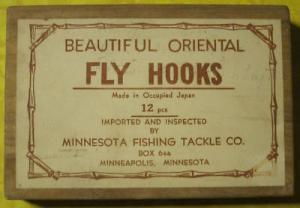 BEAUTIFUL ORIENTAL
FLY HOOKS
Made in Occupied Japan
12 pcs
IMPORTED AND INSPECTED
BY
MINNESOTA FISHING TACKLE CO.
BOX 644
MINNEAPOLIS, MINNESOTA